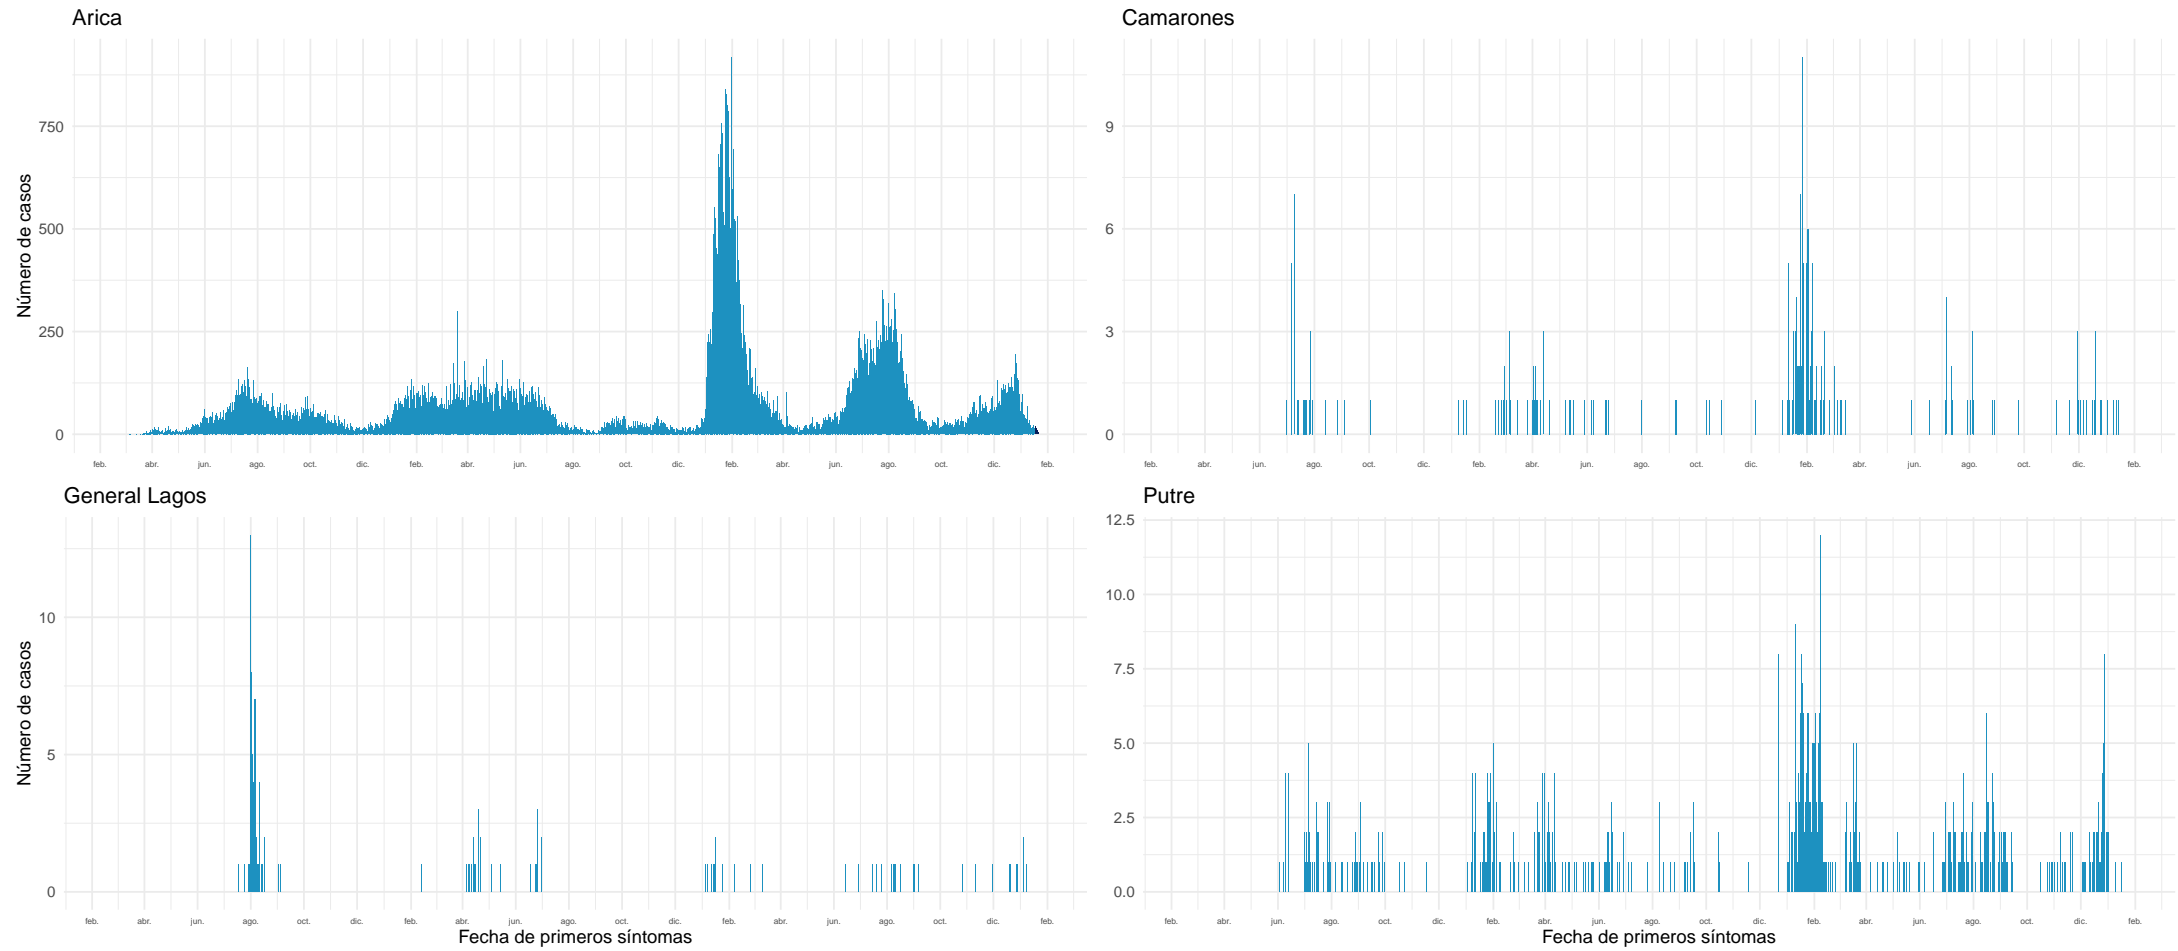 Arica
Camarones
Número de casos
750
500
250
0
feb. abr. jun. ago. oct. dic. feb. abr. jun. ago. oct. dic. feb. abr. jun. ago. oct. dic. feb.
9
6
3
0
feb. abr. jun. ago. oct. dic. feb. abr. jun. ago. oct. dic. feb. abr. jun. ago. oct. dic. feb.
General Lagos
Putre
Número de casos
10
5
0
feb. abr. jun. ago. oct. dic. feb. abr. jun. ago. oct. dic. feb. abr. jun. ago. oct. dic. feb.
Fecha de primeros síntomas
12.5
10.0
7.5
5.0
2.5
0.0
feb. abr. jun. ago. oct. dic. feb. abr. jun. ago. oct. dic. feb. abr. jun. ago. oct. dic. feb.
Fecha de primeros síntomas